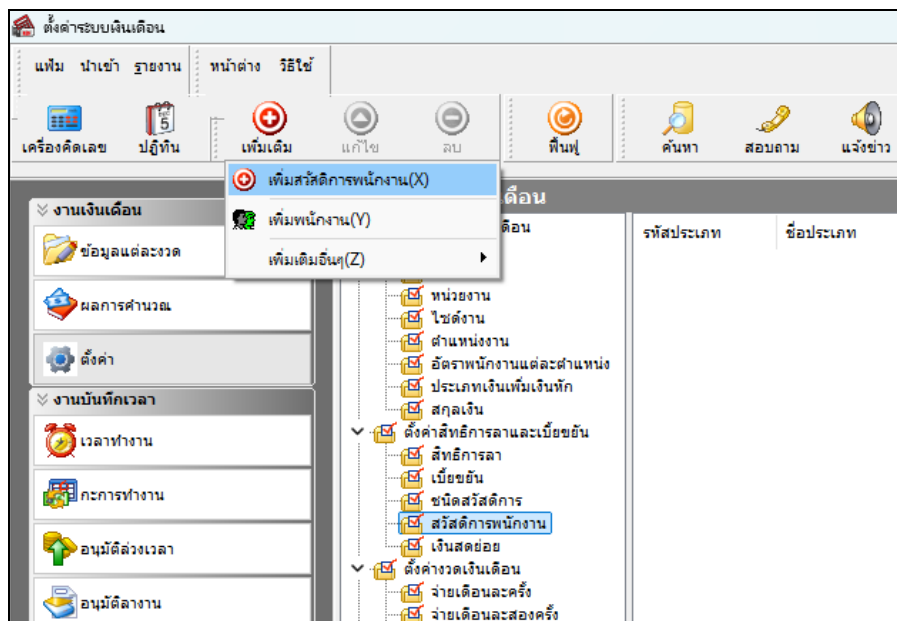 ตั้งค่าระบบเงินเดือน
แฟ้ม นำเข้า รายงาน หน้าต่าง วิธีใช้
เครื่องคิดเลข ปฏิทิน เพิ่มเติม แก้ไข ลบ ฟื้นฟู ค้นหา สอบถาม แจ้งข่าว
เพิ่มสวัสดิการพนักงาน(X)
เพิ่มพนักงาน(Y)
เพิ่มเติมอื่นๆ(Z)
งานเงินเดือน
ข้อมูลแต่ละงวด
ผลการคำนวณ
ตั้งค่า
งานบันทึกเวลา
เวลาทำงาน
กะการทำงาน
อนุมัติล่วงเวลา
อนุมัติลางาน
เดือน
เดือน
หน่วยงาน
ไซด์งาน
ตำแหน่งงาน
อัตราพนักงานแต่ละตำแหน่ง
ประเภทเงินเพิ่มเงินหัก
สกุลเงิน
ตั้งค่าสิทธิการลาและเบี้ยขยัน
สิทธิการลา
เบี้ยขยัน
ชนิดสวัสดิการ
สวัสดิการพนักงาน
เงินสดย่อย
ตั้งค่างวดเงินเดือน
จ่ายเดือนละครั้ง
จ่ายเดือนละสองครั้ง
รหัสประเภท ชื่อประเภท